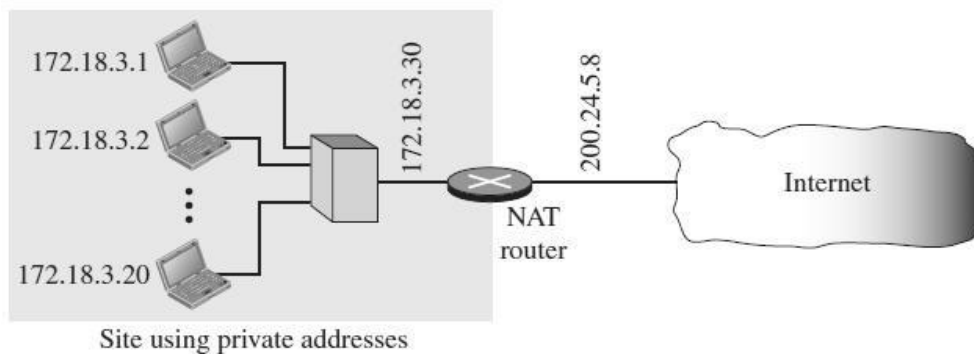 172.18.3.1
172.18.3.2
172.18.3.20
172.18.3.30
NAT
router
200.24.5.8
Internet
Site using private addresses